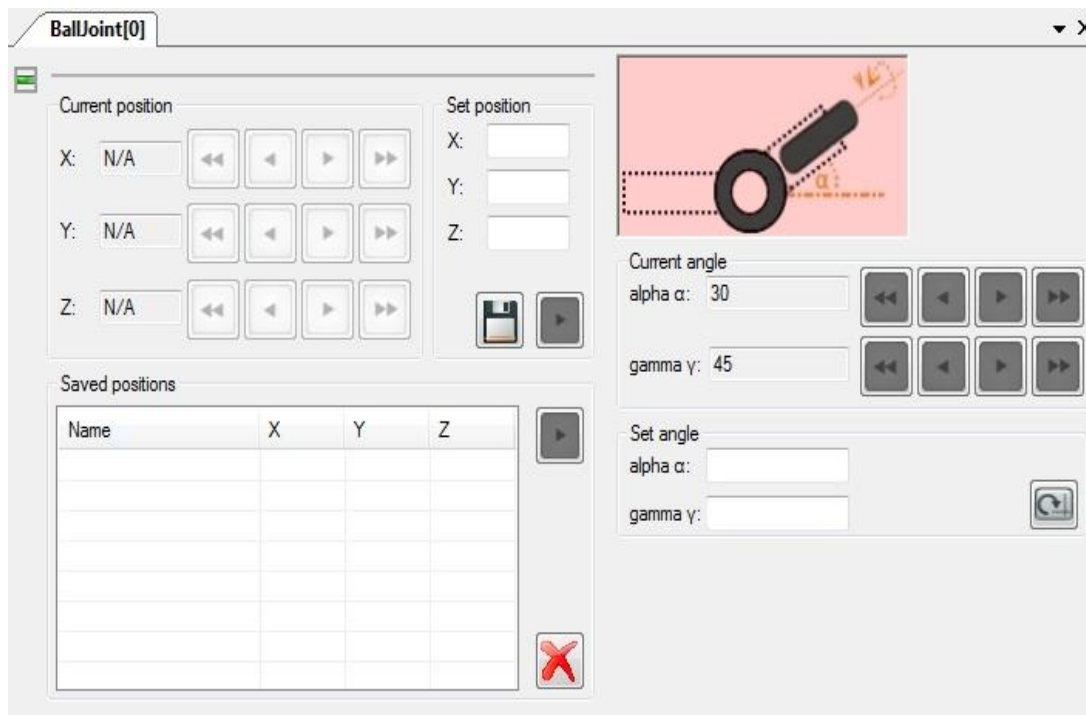 BallJoint[0]
Current position
X: N/A
Y: N/A
Z: N/A
Set position
X:
Y:
Z:
Saved positions
Name X Y Z
γ
α
Current angle
alpha α: 30
gamma γ: 45
Set angle
alpha α:
gamma γ: